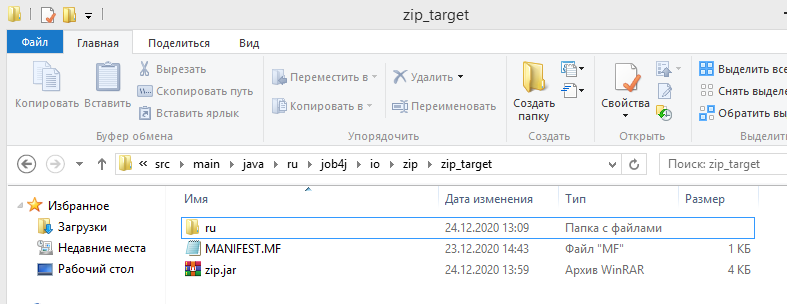 zip_target
Файл Главная Поделиться Вид
Копировать
Вставить
Вырезать
Скопировать путь
Вставить ярлык
Буфер обмена
Переместить в
Копировать в
Удалить
Переименовать
Упорядочить
Создать
папку
Создать
Свойства
Открыть
Выделить все
Снять выделе
Обратить вы
Выделить
« src main java ru job4j io zip zip_target
Поиск: zip_target
Избранное
Загрузки
Недавние места
Рабочий стол
Имя Дата изменения Тип Размер
ru 24.12.2020 13:09 Папка с файлами
MANIFEST.MF 23.12.2020 14:43 Файл "MF" 1 КБ
zip.jar 24.12.2020 13:59 Архив WinRAR 4 КБ